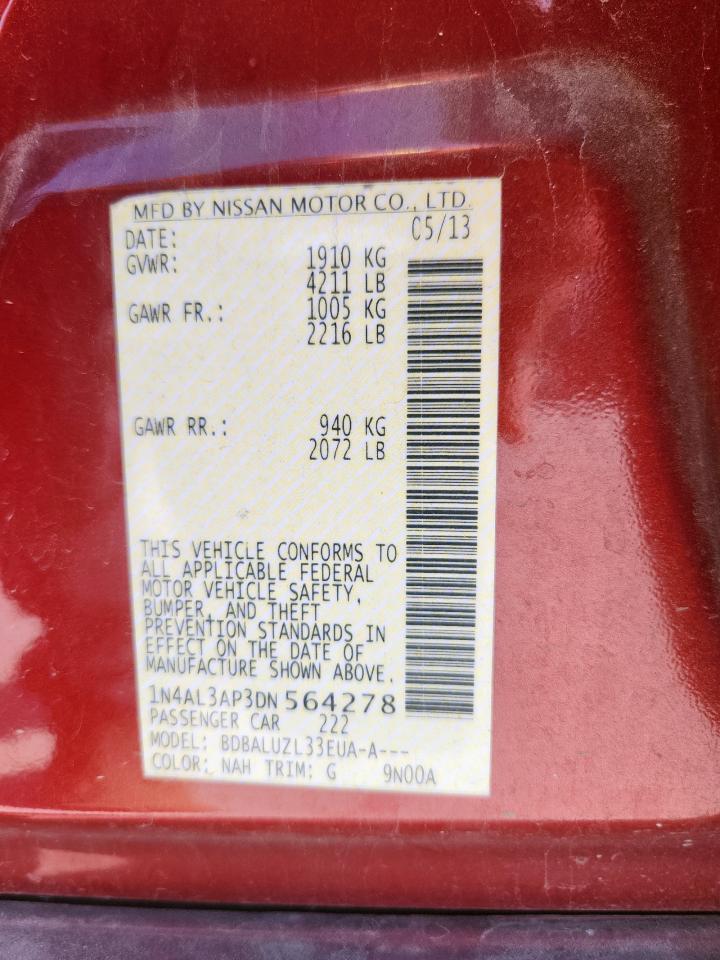 MFD BY NISSAN MOTOR CO., LTD.
DATE: 05/13
GVWR: 1910 KG
4211 LB
GAWR FR.: 1005 KG
2216 LB
GAWR RR.: 940 KG
2072 LB
THIS VEHICLE CONFORMS TO
ALL APPLICABLE FEDERAL
MOTOR VEHICLE SAFETY,
BUMPER, AND THEFT
PREVENTION STANDARDS IN
EFFECT ON THE DATE OF
MANUFACTURE SHOWN ABOVE.
1N4AL3AP3DN564278
PASSENGER CAR 222
MODEL: BDBALUZL33EUA-A---
COLOR: NAH TRIM: G 9N00A